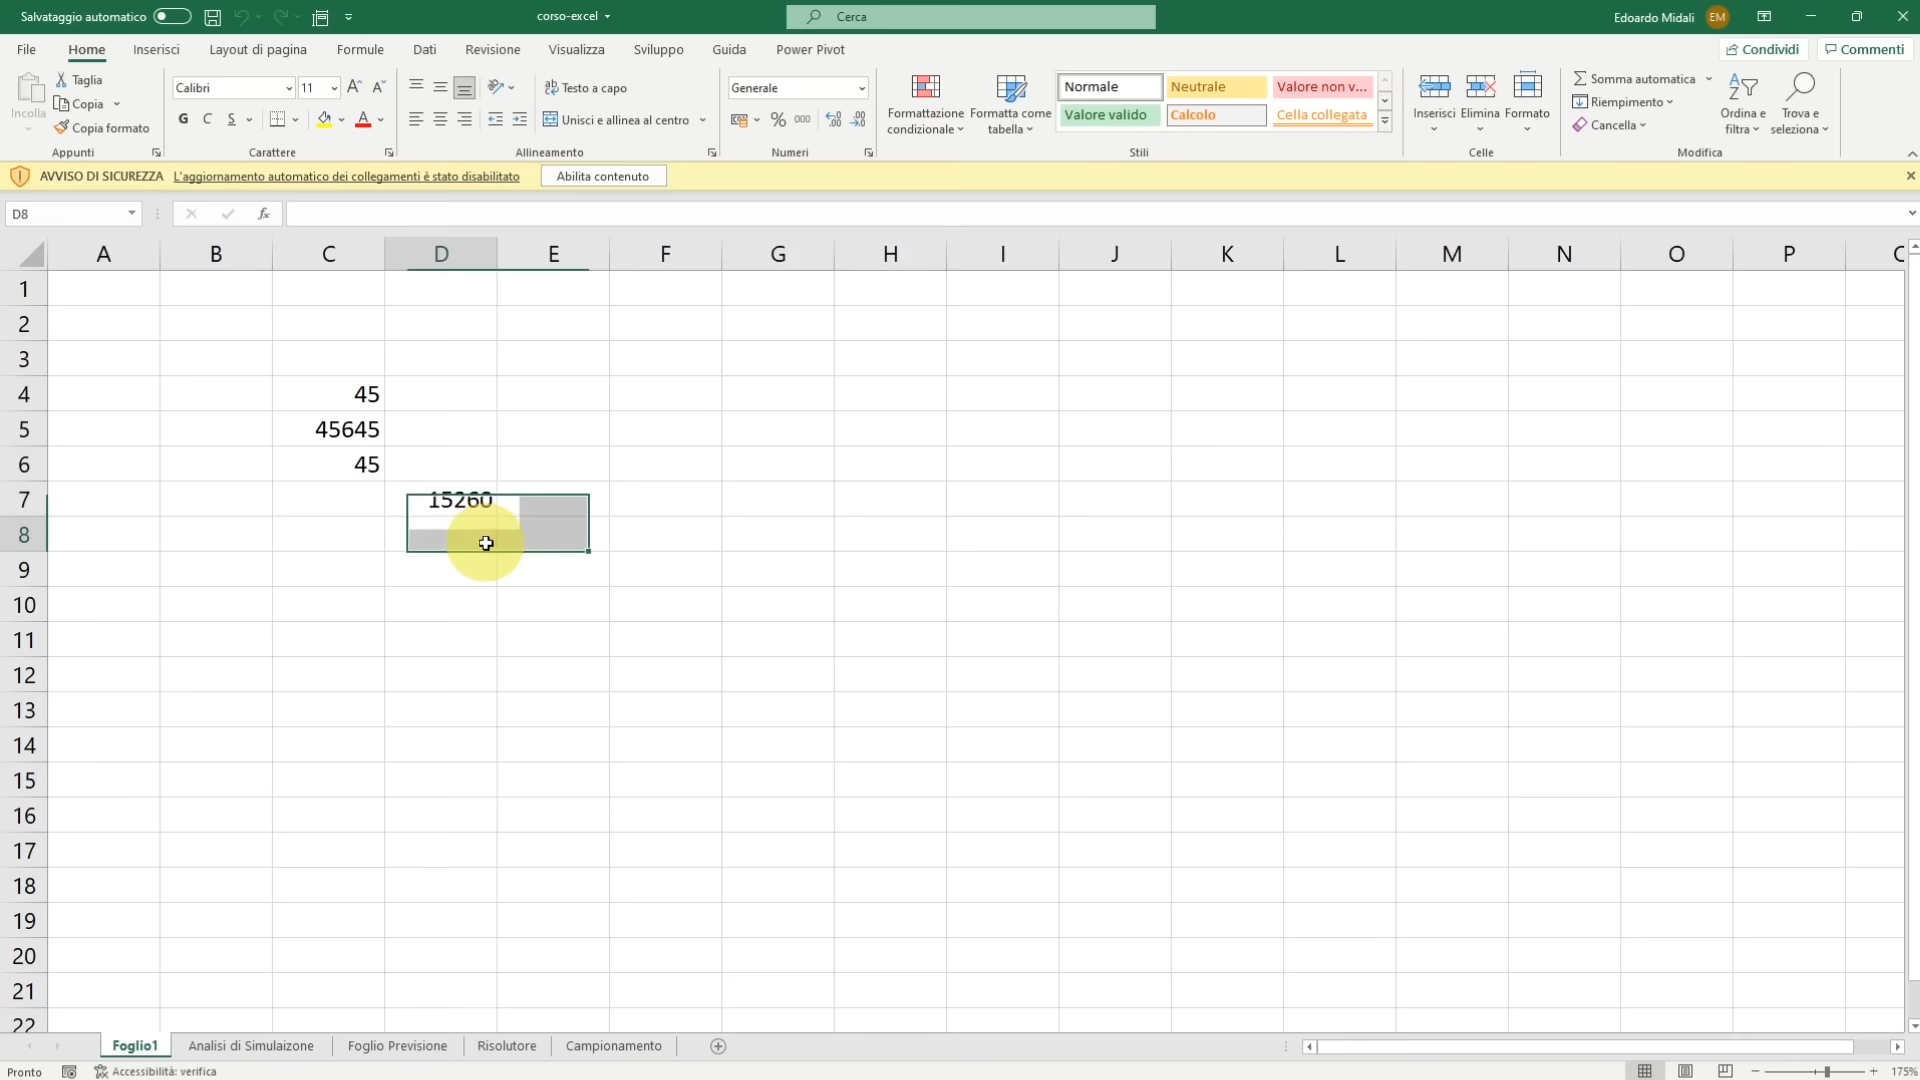 Salvataggio automatico
corso-excel
Cerca
Edoardo Midali
EM
File Home Inserisci Layout di pagina Formule Dati Revisione Visualizza Sviluppo Guida Power Pivot
Condividi
Commenti
Incolla
Taglia
Copia
Copia formato
Appunti
Calibri
11
G C S
Carattere
Testo a capo
Unisci e allinea al centro
Allineamento
Generale
% 000
Numeri
Formattazione condizionale
Formatta come tabella
Normale Neutrale Valore non v...
Valore valido Calcolo Cella collegata
Stili
Inserisci Elimina Formato
Celle
Somma automatica
Riempimento
Cancella
Ordina e filtra
Trova e seleziona
Modifica
AVVISO DI SICUREZZA L'aggiornamento automatico dei collegamenti è stato disabilitato Abilita contenuto
D8
fx
A B C D E F G H I J K L M N O P
1
2
3
4 45
5 45645
6 45
7 15260
8
9
10
11
12
13
14
15
16
17
18
19
20
21
22
Foglio1 Analisi di Simulaizone Foglio Previsione Risolutore Campionamento
Pronto Accessibilità: verifica
175%